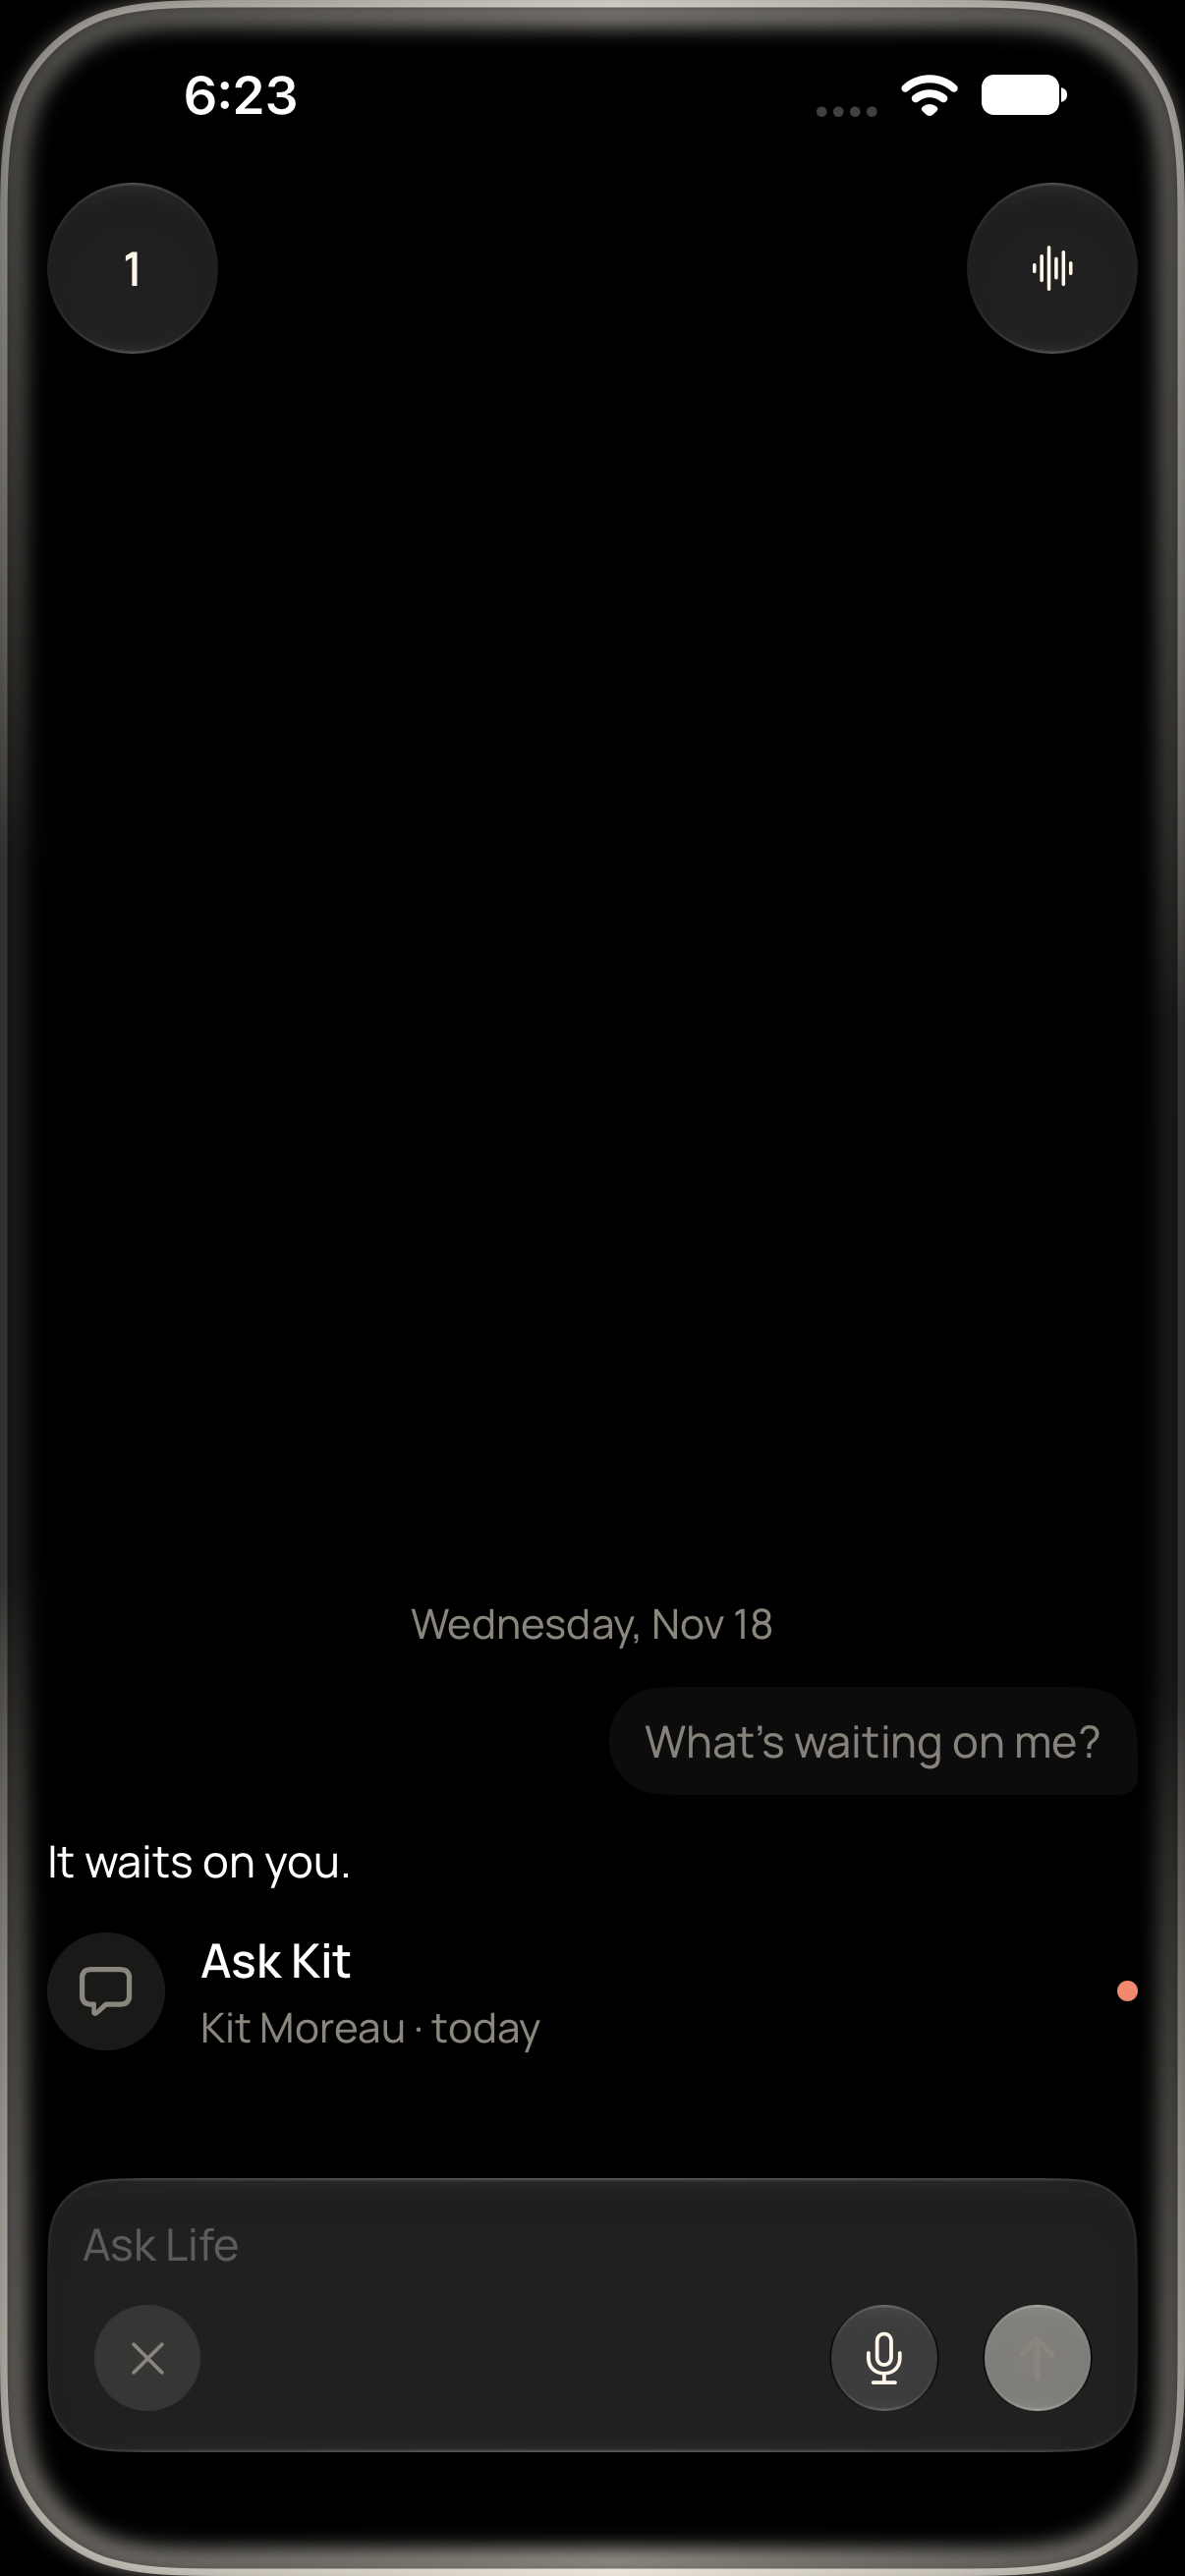 6:23
1
Wednesday, Nov 18
What’s waiting on me?
It waits on you.
Ask Kit
Kit Moreau · today
Ask Life